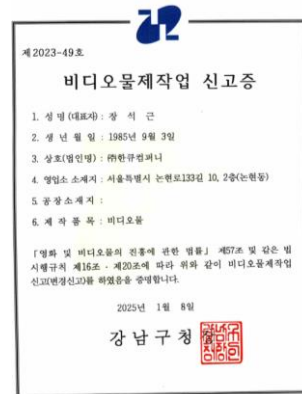 제2023-49호
비디오물제작업 신고증
1. 성 명 (대표자) : 장 석 근
2. 생 년 월 일 : 1985년 9월 3일
3. 상호(법인명) : ㈜한큐컴퍼니
4. 영업소 소재지 : 서울특별시 논현로133길 10, 2층(논현동)
5. 공 장 소 재 지 :
6. 제 작 품 목 : 비디오물
「영화 및 비디오물의 진흥에 관한 법률」 제57조 및 같은 법
시행규칙 제16조 · 제20조에 따라 위와 같이 비디오물제작업
신고(변경신고)를 하였음을 증명합니다.
2025년 1월 8일
강 남 구 청